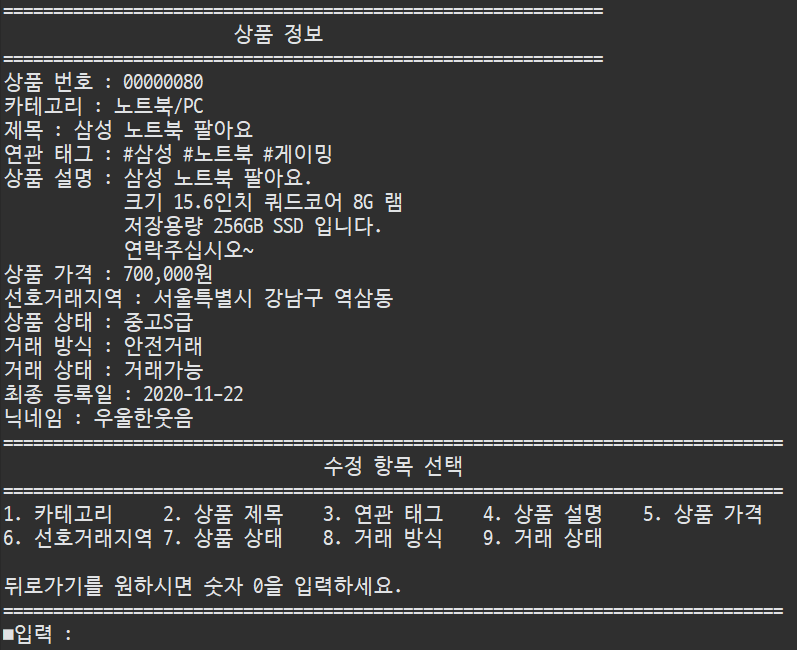 ============================================================
상품 정보
============================================================
상품 번호 : 00000080
카테고리 : 노트북/PC
제목 : 삼성 노트북 팔아요
연관 태그 : #삼성 #노트북 #게이밍
상품 설명 : 삼성 노트북 팔아요.
크기 15.6인치 쿼드코어 8G 램
저장용량 256GB SSD 입니다.
연락주십시오~
상품 가격 : 700,000원
선호거래지역 : 서울특별시 강남구 역삼동
상품 상태 : 중고S급
거래 방식 : 안전거래
거래 상태 : 거래가능
최종 등록일 : 2020-11-22
닉네임 : 우울한웃음
==============================================================================
수정 항목 선택
==============================================================================
1. 카테고리 2. 상품 제목 3. 연관 태그 4. 상품 설명 5. 상품 가격
6. 선호거래지역 7. 상품 상태 8. 거래 방식 9. 거래 상태
뒤로가기를 원하시면 숫자 0을 입력하세요.
==============================================================================
■입력 :